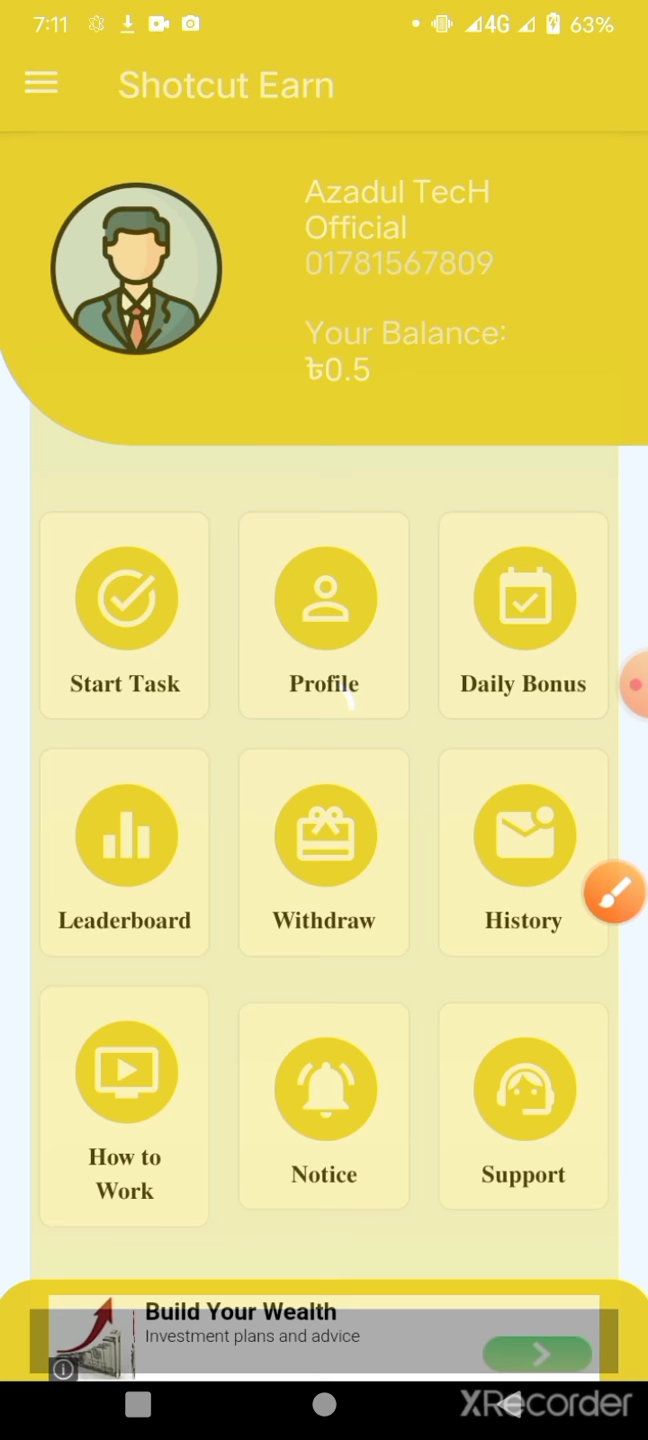 7:11 4G 63%
Shotcut Earn
Azadul TecH
Official
01781567809
Your Balance:
৳0.5
Start Task Profile Daily Bonus
Leaderboard Withdraw History
How to
Work
Notice Support
Build Your Wealth
Investment plans and advice
XRecorder